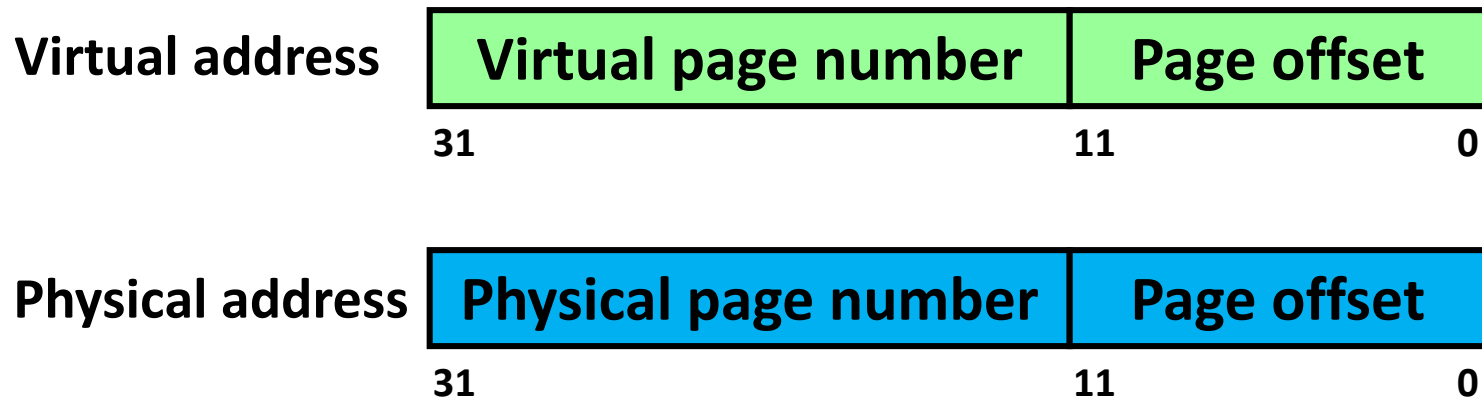 Virtual address Virtual page number Page offset
31 11 0
Physical address Physical page number Page offset
31 11 0